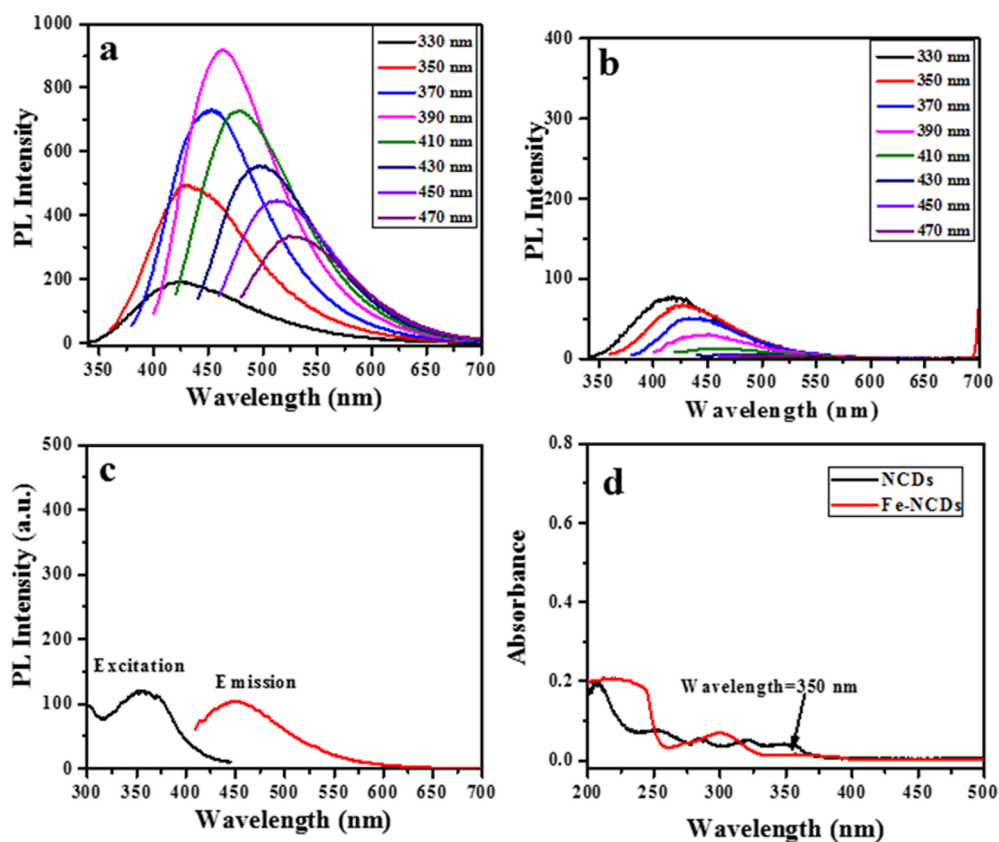 a
1000
800
600
400
200
0
PL Intensity
350 400 450 500 550 600 650 700
Wavelength (nm)
330 nm
350 nm
370 nm
390 nm
410 nm
430 nm
450 nm
470 nm
b
400
300
200
100
0
PL Intensity
350 400 450 500 550 600 650 700
Wavelength (nm)
330 nm
350 nm
370 nm
390 nm
410 nm
430 nm
450 nm
470 nm
c
500
400
300
200
100
0
PL Intensity (a.u.)
Excitation
Emission
300 350 400 450 500 550 600 650 700
Wavelength (nm)
d
0.8
0.6
0.4
0.2
0.0
Absorbance
NCDs
Fe-NCDs
Wavelength=350 nm
200 250 300 350 400 450 500
Wavelength (nm)